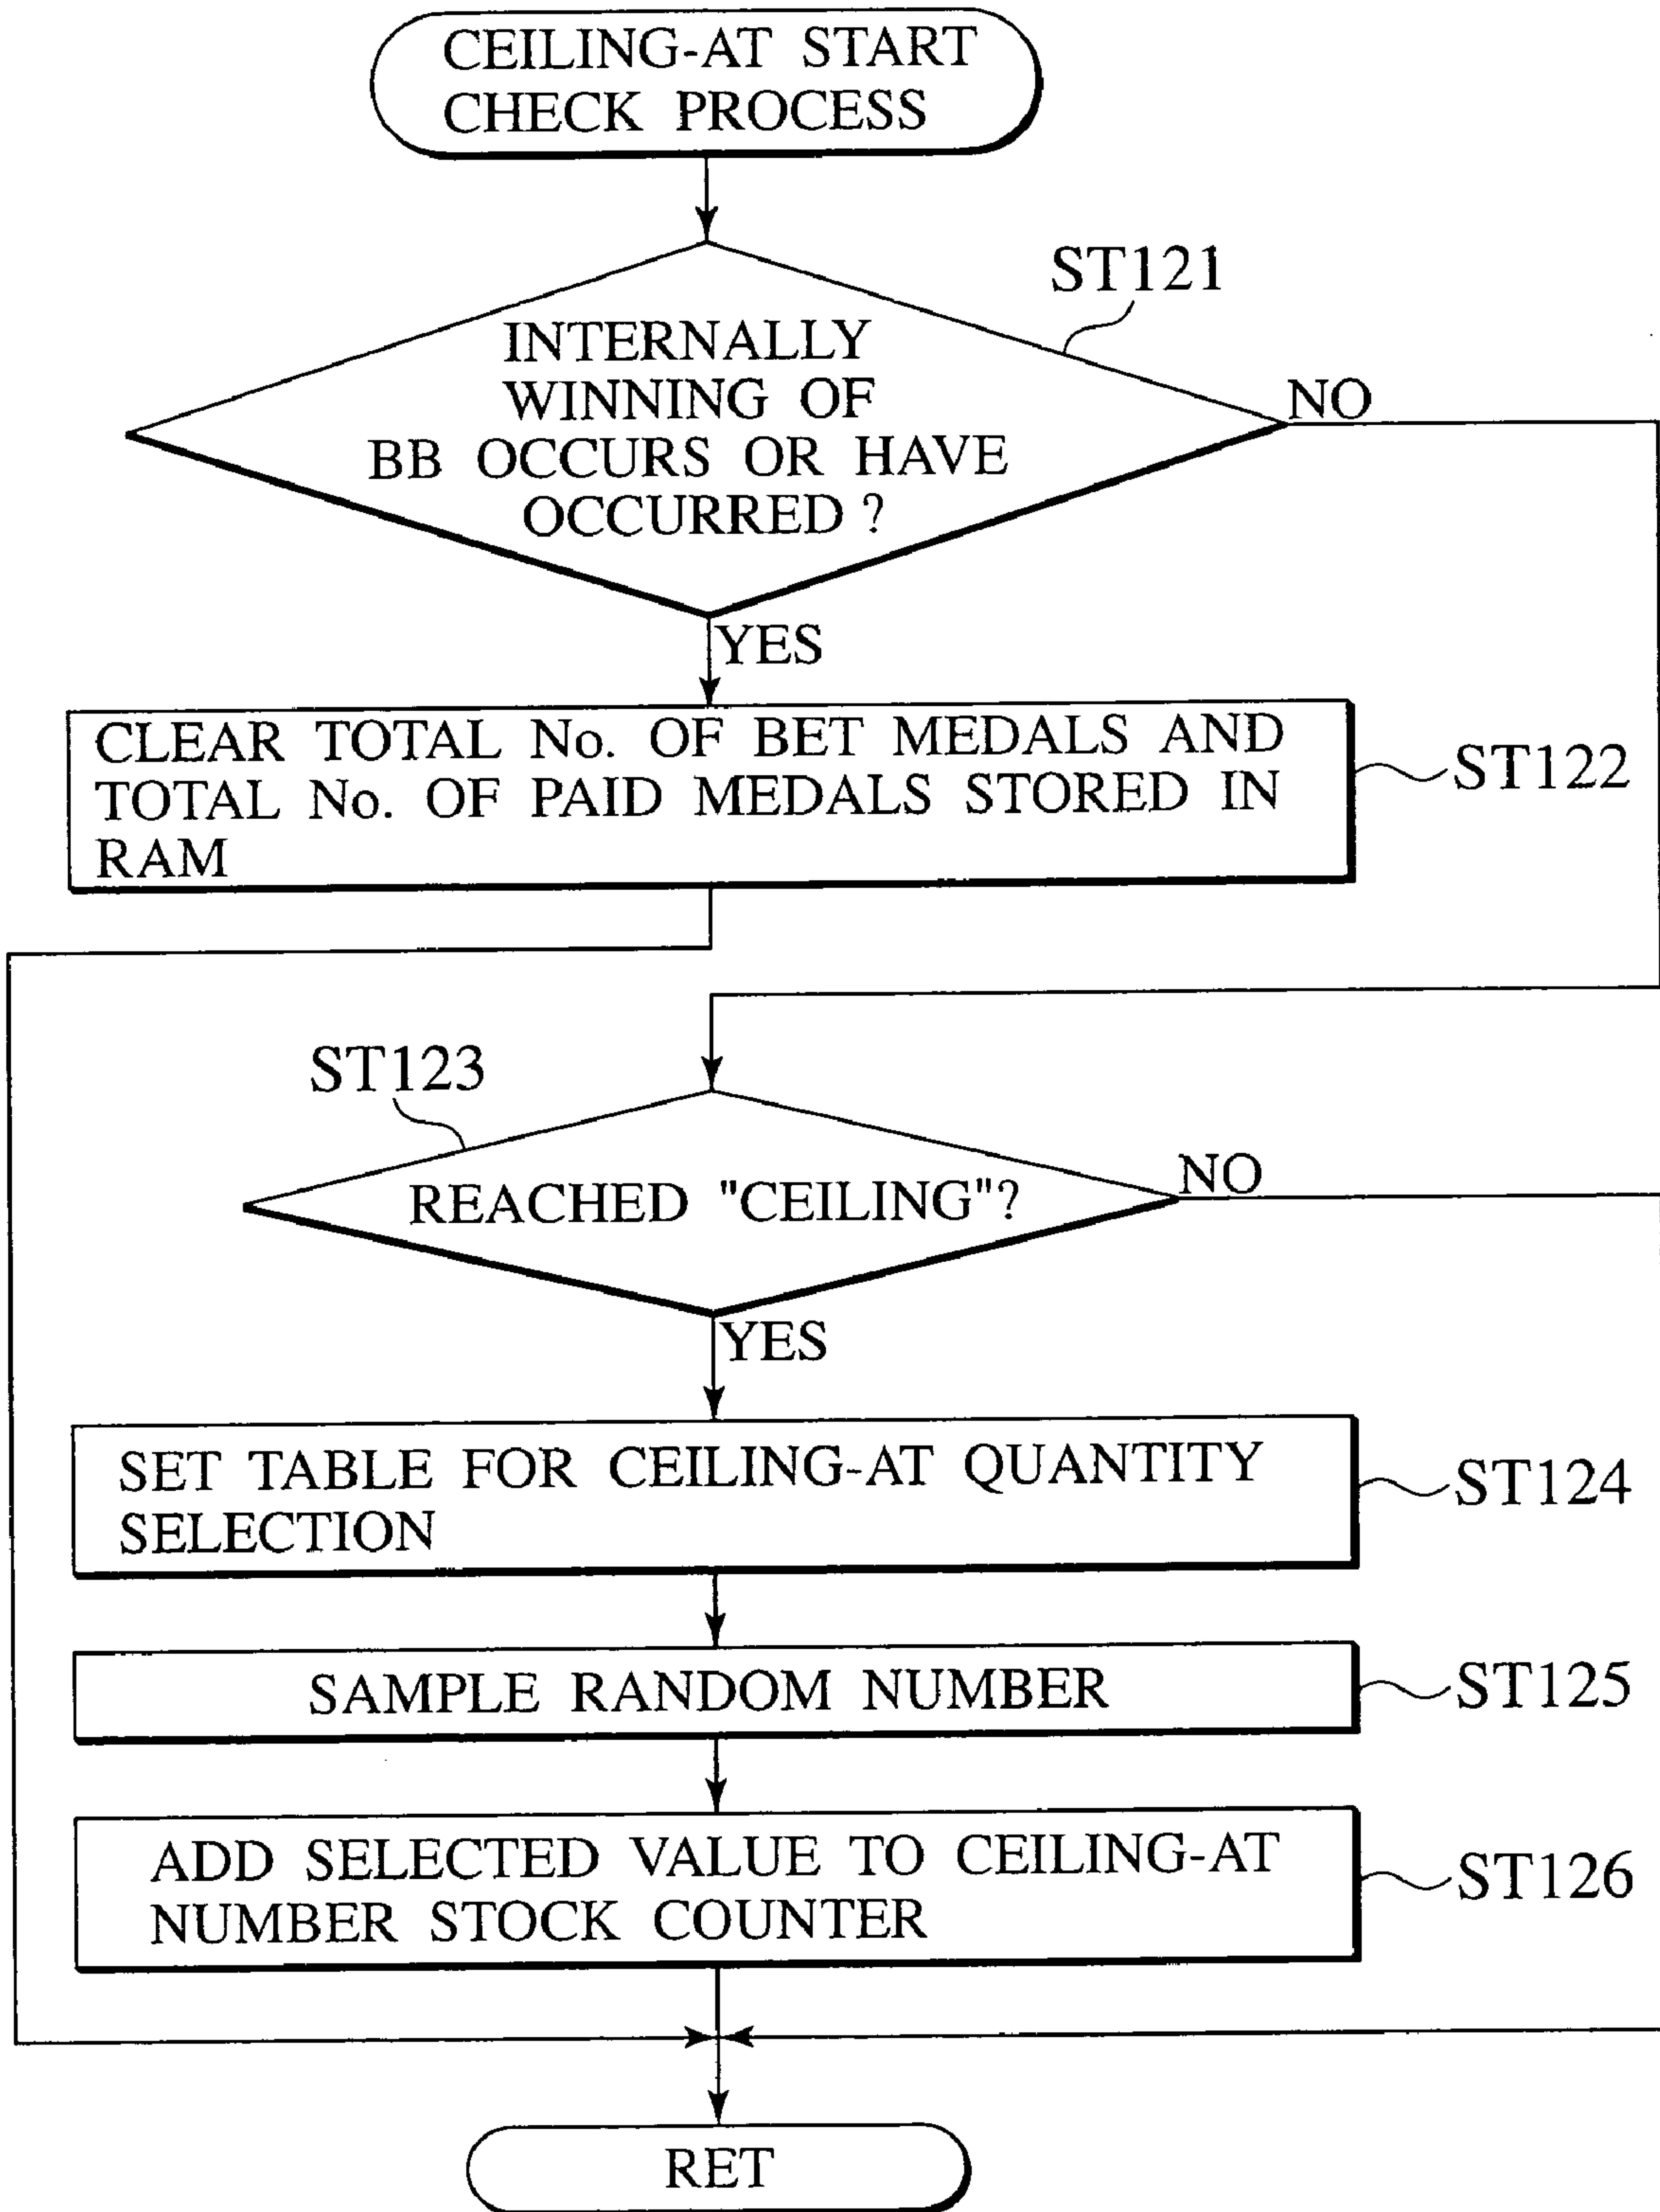 CEILING-AT START
CHECK PROCESS
ST121
INTERNALLY
WINNING OF
BB OCCURS OR HAVE
OCCURRED ?
NO
YES
CLEAR TOTAL No. OF BET MEDALS AND
TOTAL No. OF PAID MEDALS STORED IN
RAM
ST122
ST123
REACHED "CEILING"?
NO
YES
SET TABLE FOR CEILING-AT QUANTITY
SELECTION
ST124
SAMPLE RANDOM NUMBER
ST125
ADD SELECTED VALUE TO CEILING-AT
NUMBER STOCK COUNTER
ST126
RET